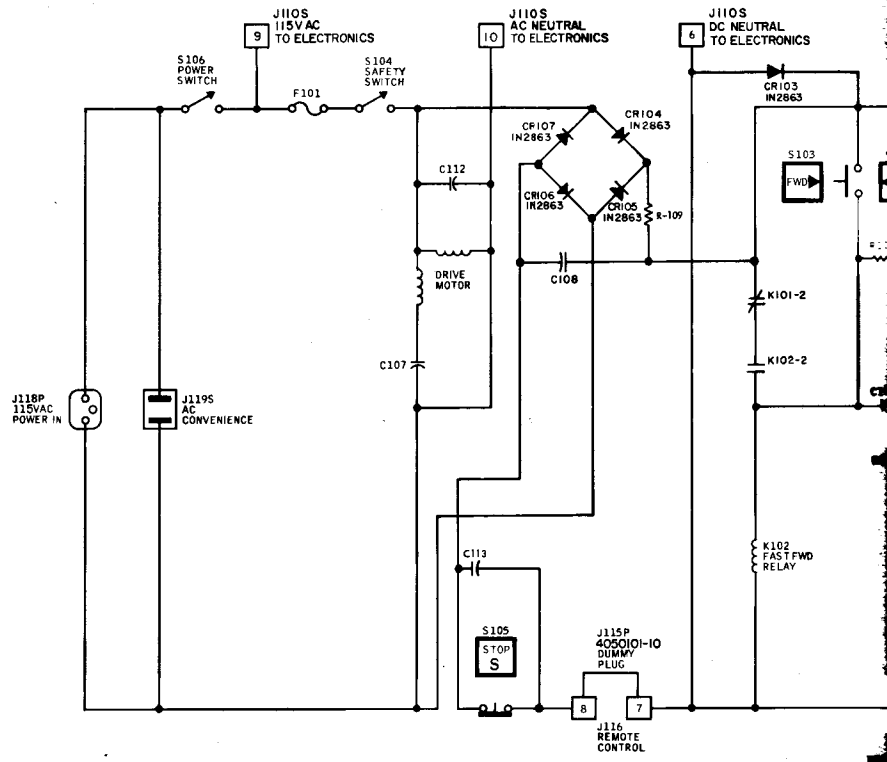 J110S
115V AC
TO ELECTRONICS
9
J110S
AC NEUTRAL
TO ELECTRONICS
10
J110S
DC NEUTRAL
TO ELECTRONICS
6
S106
POWER
SWITCH
F101
S104
SAFETY
SWITCH
CR103
IN2863
CR107
IN2863
CR104
IN2863
C112
S103
FWD
CR106
IN2863
CR105
IN2863
R-109
DRIVE
MOTOR
C108
K101-2
C107
K102-2
J118P
115VAC
POWER IN
J119S
AC
CONVENIENCE
K102
FAST FWD
RELAY
C113
S105
STOP
S
J115P
4050101-10
DUMMY
PLUG
8
7
J116
REMOTE
CONTROL